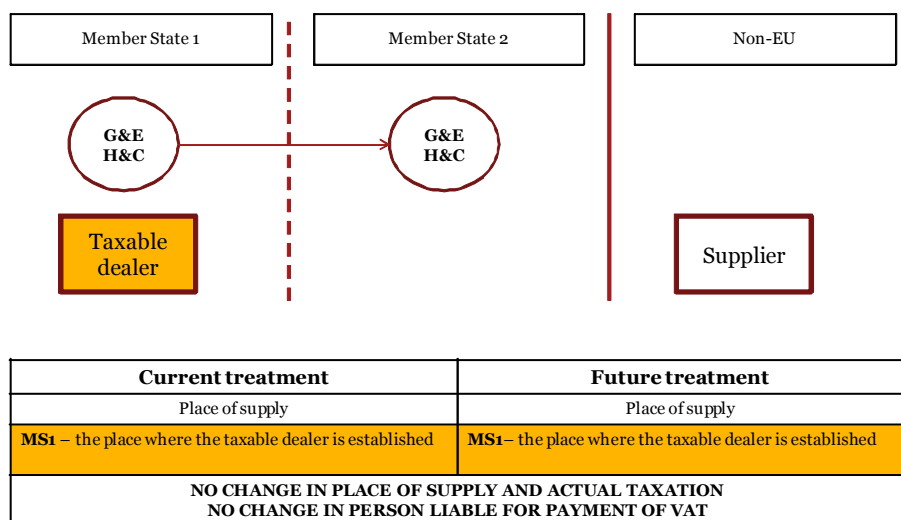 Member State 1
Member State 2
Non-EU
G&E
H&C
G&E
H&C
Taxable
dealer
Supplier
Current treatment
Future treatment
Place of supply
Place of supply
MS1 – the place where the taxable dealer is established
MS1– the place where the taxable dealer is established
NO CHANGE IN PLACE OF SUPPLY AND ACTUAL TAXATION
NO CHANGE IN PERSON LIABLE FOR PAYMENT OF VAT